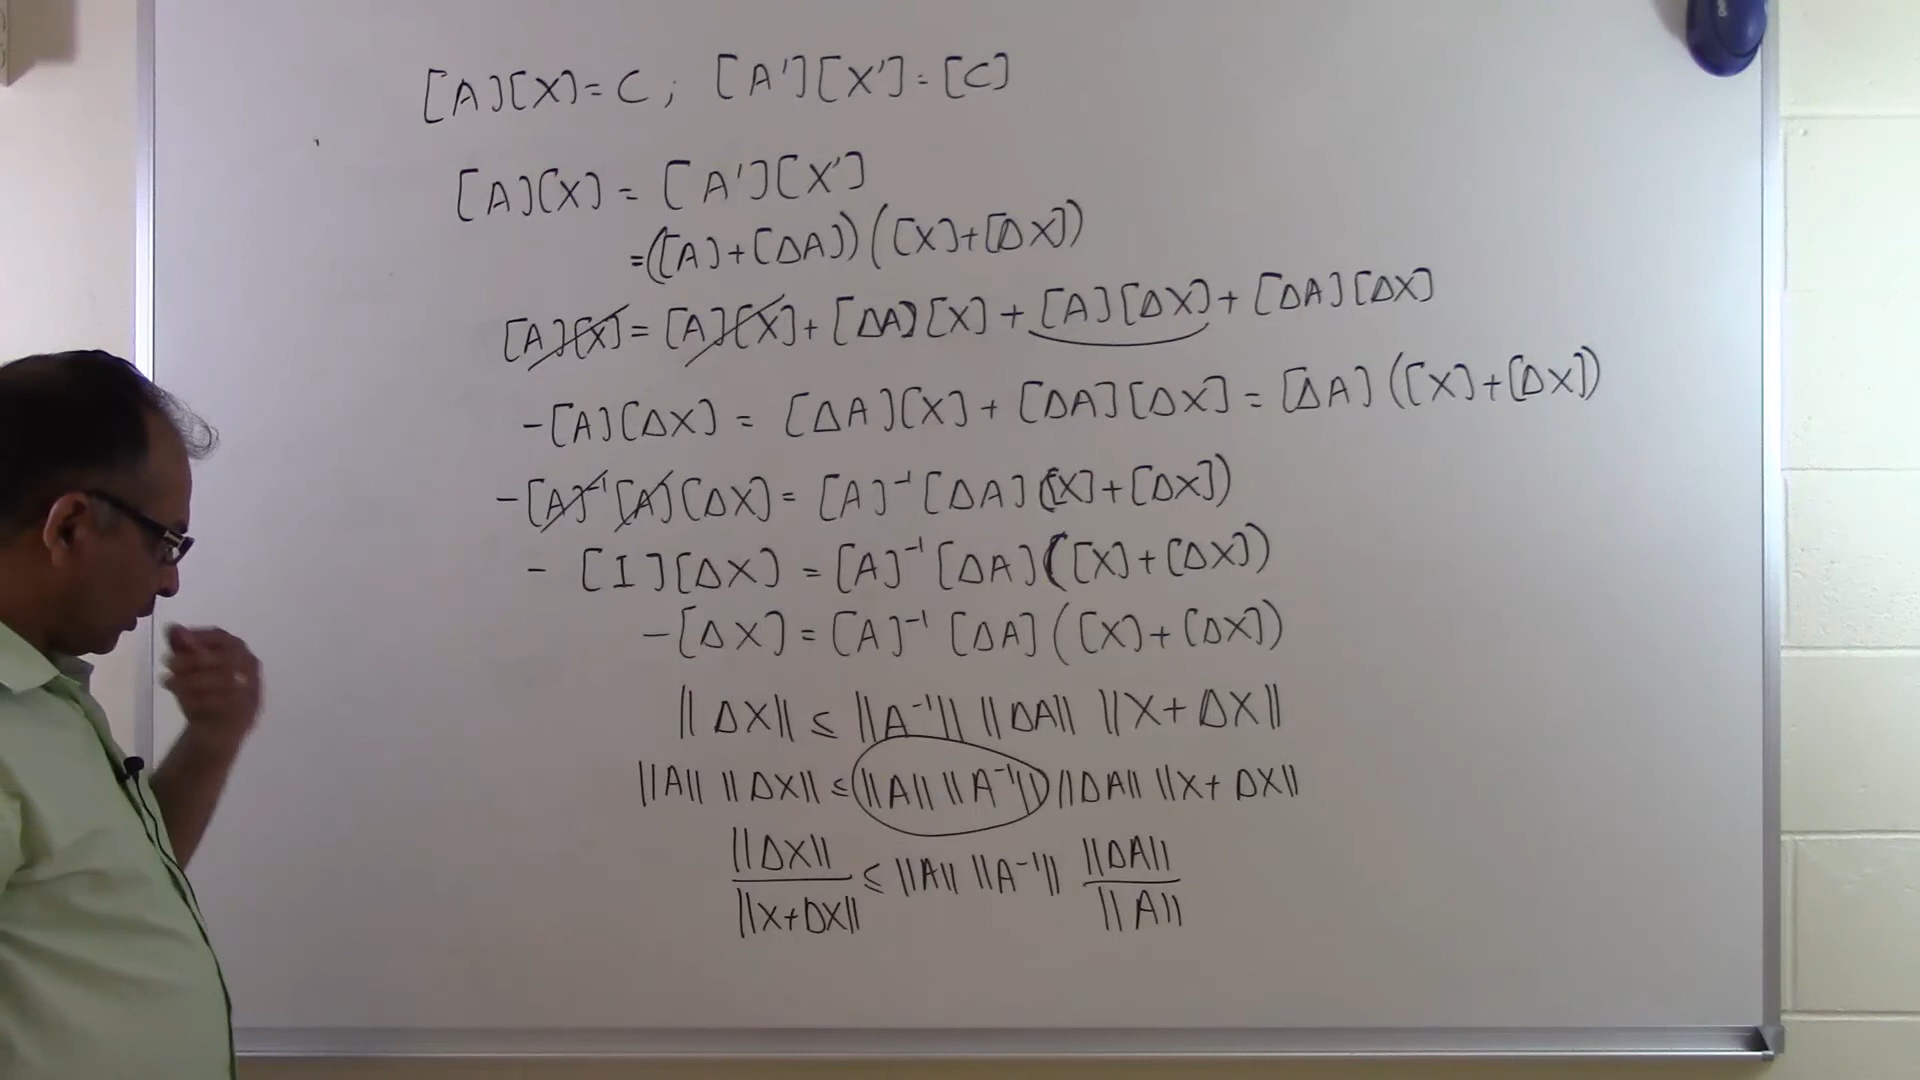 [A][X]=C ; [A'][X']=[C]
[A][X] = [A'][X']
=([A]+[ΔA])([X]+[ΔX])
[A][X]=[A][X]+[ΔA][X]+[A][ΔX]+[ΔA][ΔX]
-[A][ΔX] = [ΔA][X]+[ΔA][ΔX] = [ΔA]([X]+[ΔX])
-[A]⁻¹[A][ΔX]=[A]⁻¹[ΔA]([X]+[ΔX])
- [I][ΔX] = [A]⁻¹[ΔA]([X]+[ΔX])
-[ΔX]=[A]⁻¹[ΔA]([X]+[ΔX])
||ΔX|| ≤ ||A⁻¹|| ||ΔA|| ||X+ΔX||
||A|| ||ΔX|| ≤ ||A|| ||A⁻¹|| ||ΔA|| ||X+ΔX||
||ΔX||/||X+ΔX|| ≤ ||A|| ||A⁻¹|| ||ΔA||/||A||